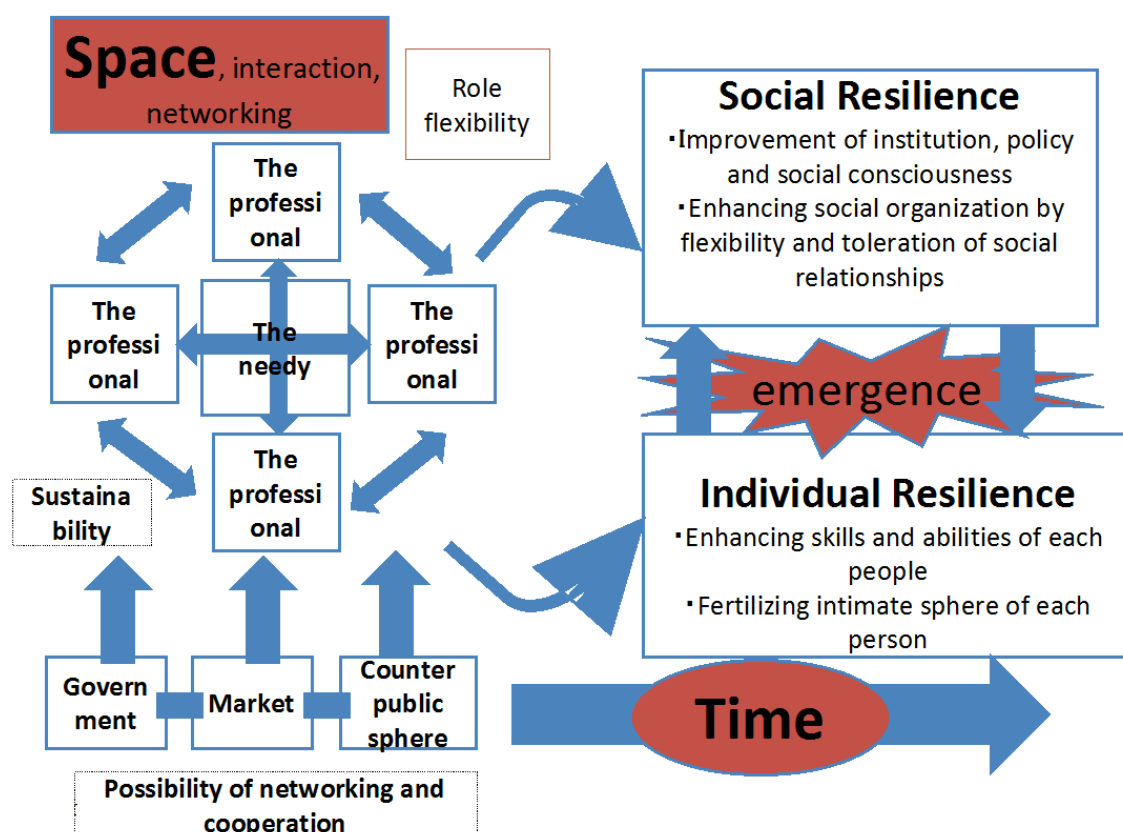 Space, interaction,
networking
Role
flexibility
The
professi
onal
The
professi
onal
The
needy
The
professi
onal
The
professi
onal
Sustaina
bility
Govern
ment
Market
Counter
public
sphere
Possibility of networking and
cooperation
Social Resilience
・Improvement of institution, policy
and social consciousness
・Enhancing social organization by
flexibility and toleration of social
relationships
emergence
Individual Resilience
・Enhancing skills and abilities of each
people
・Fertilizing intimate sphere of each
person
Time